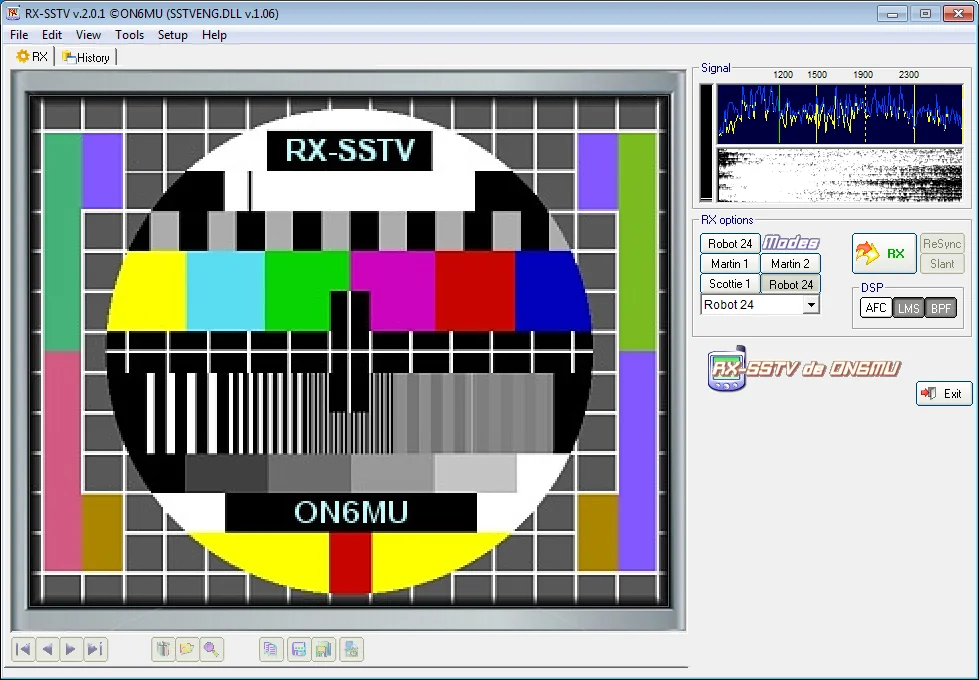 RX-SSTV v.2.0.1 ©ON6MU (SSTVENG.DLL v.1.06)
File Edit View Tools Setup Help
RX History
RX-SSTV
ON6MU
Signal
1200 1500 1900 2300
RX options
Robot 24 Modes
Martin 1 Martin 2
Scottie 1 Robot 24
Robot 24
RX
ReSync
Slant
DSP
AFC LMS BPF
RX-SSTV de ON6MU
Exit